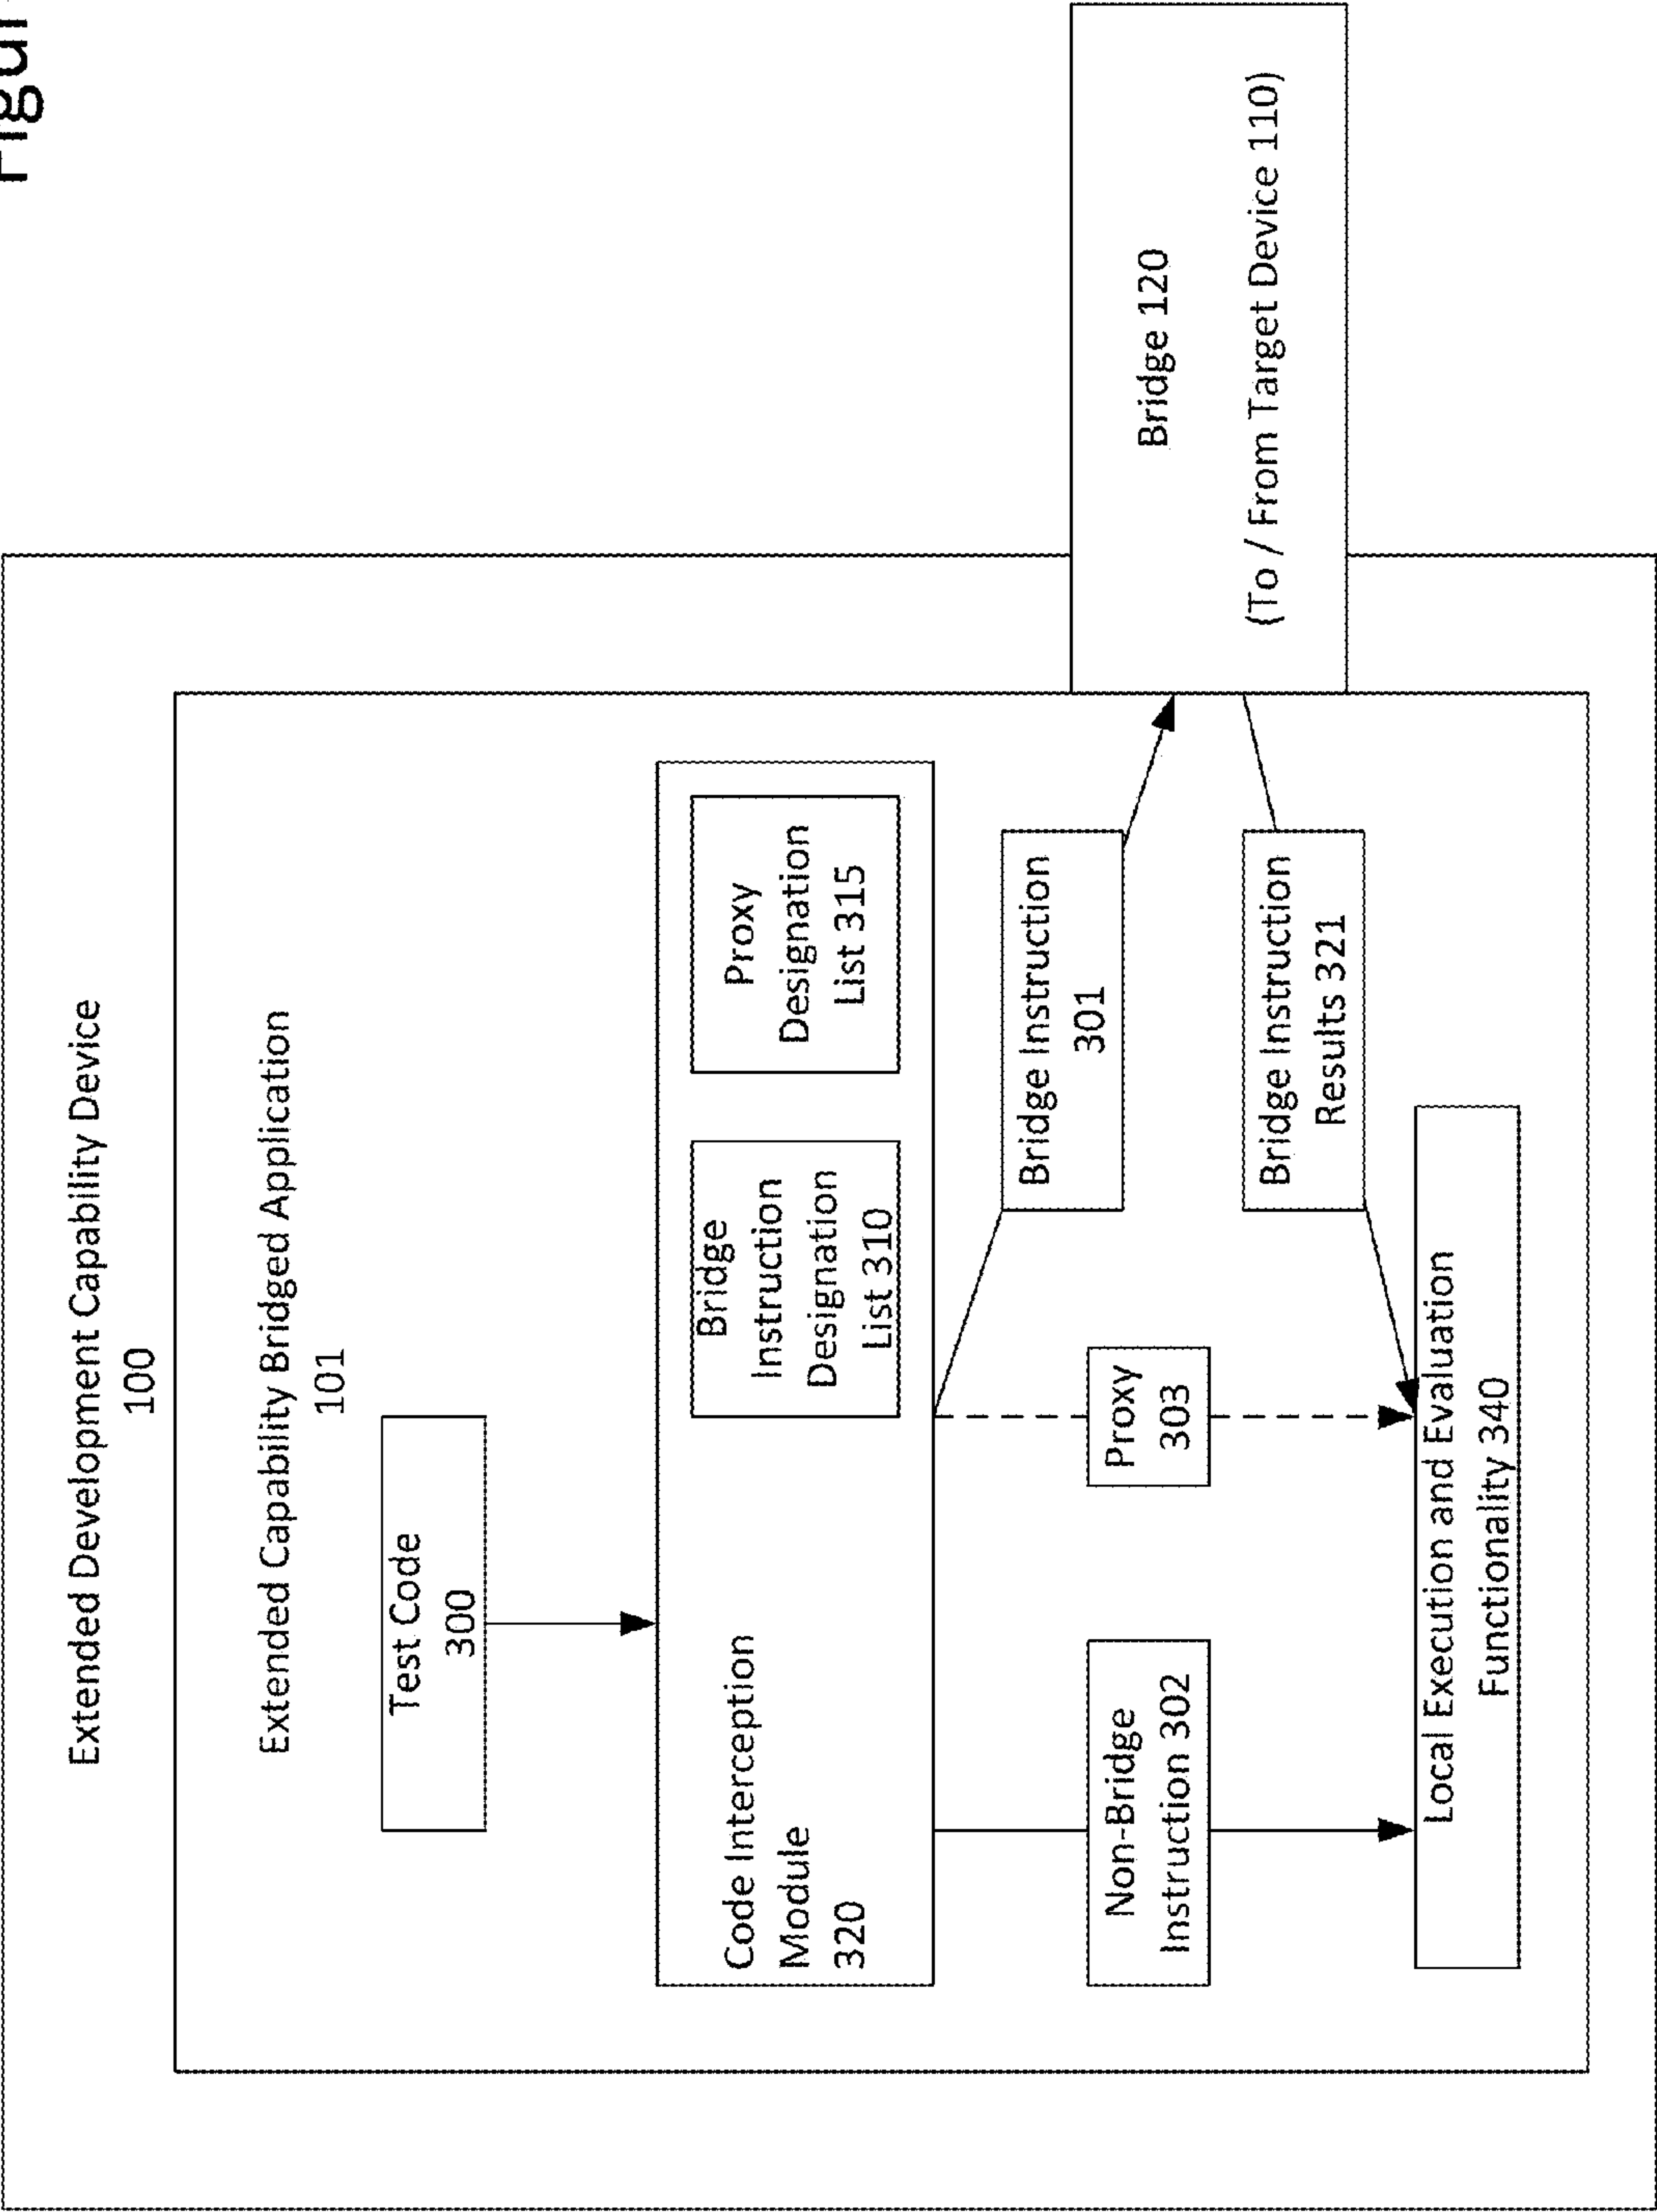 Extended Development Capability Device
100
Extended Capability Bridged Application
101
Test Code
300
Code Interception
Module
320
Bridge
Instruction
Designation
List 310
Proxy
Designation
List 315
Non-Bridge
Instruction 302
Proxy
303
Bridge Instruction
301
Bridge Instruction
Results 321
Local Execution and Evaluation
Functionality 340
Bridge 120
(To / From Target Device 110)